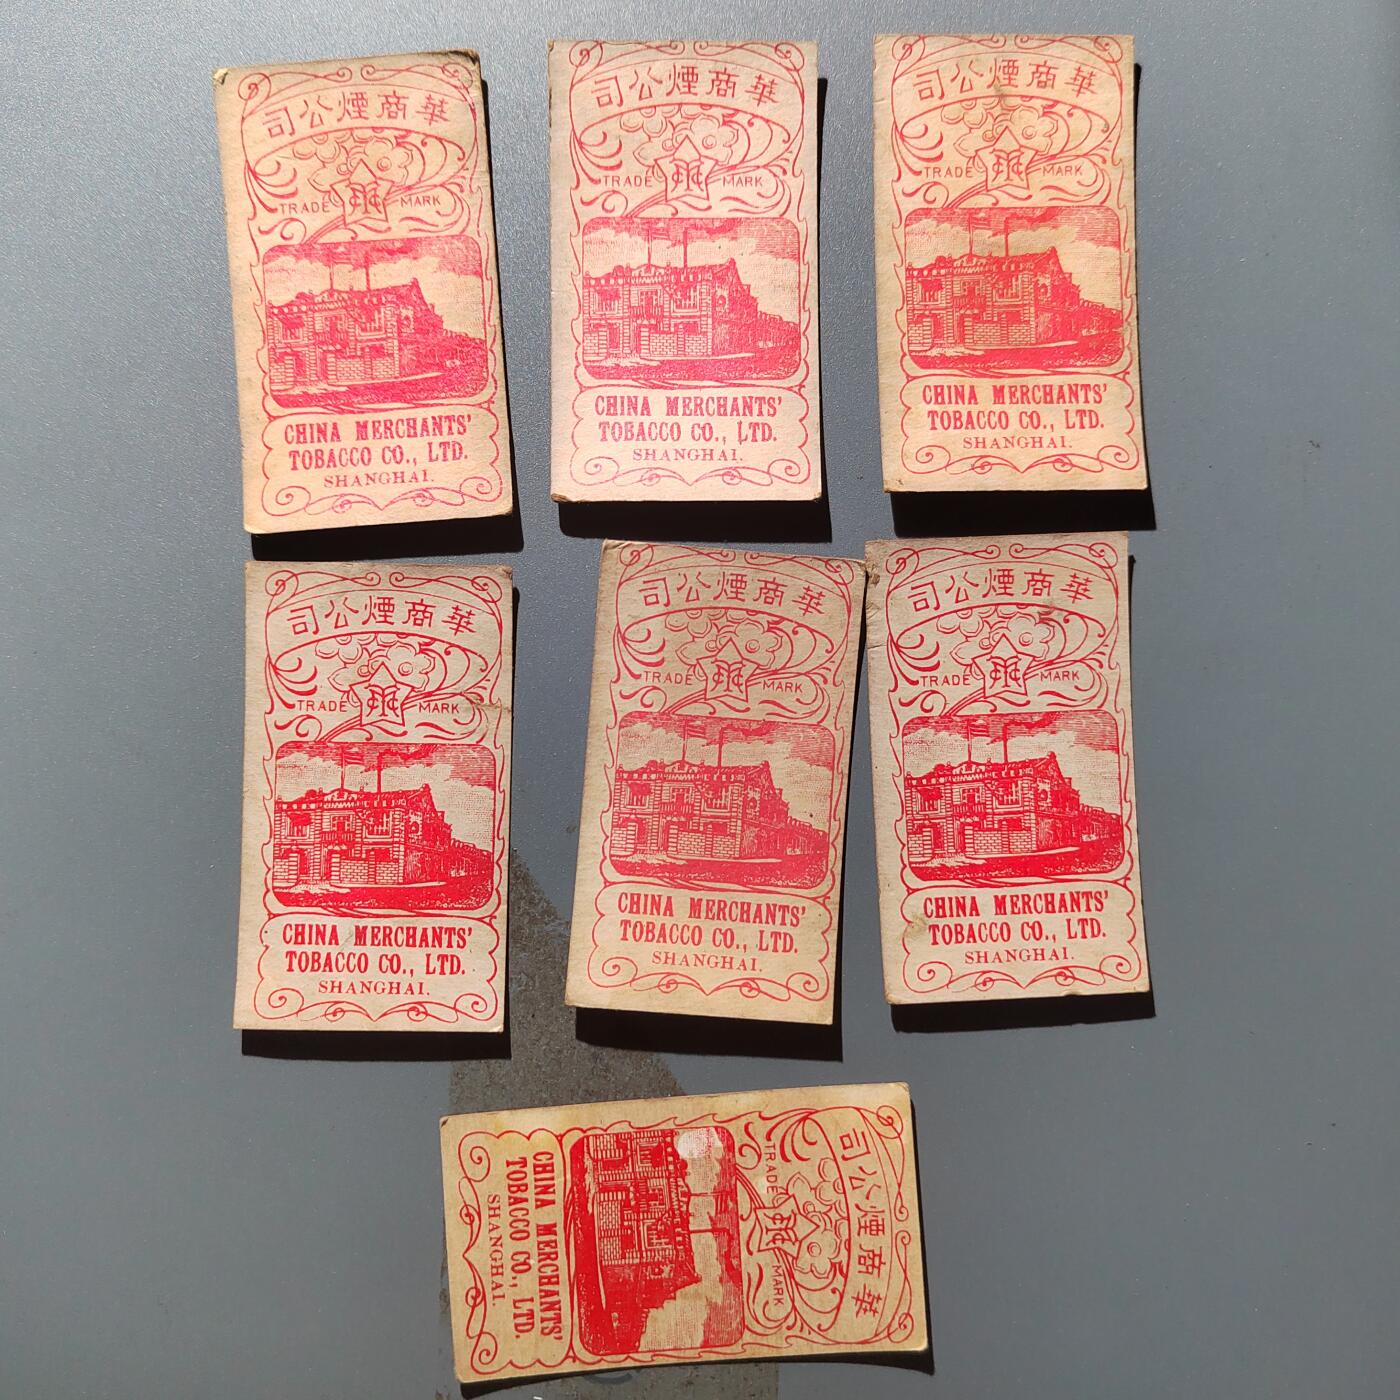 華商煙公司
TRADE MARK
CHINA MERCHANTS'
TOBACCO CO., LTD.
SHANGHAI.
華商煙公司
TRADE MARK
CHINA MERCHANTS'
TOBACCO CO., LTD.
SHANGHAI.
華商煙公司
TRADE MARK
CHINA MERCHANTS'
TOBACCO CO., LTD.
SHANGHAI.
華商煙公司
TRADE MARK
CHINA MERCHANTS'
TOBACCO CO., LTD.
SHANGHAI.
華商煙公司
TRADE MARK
CHINA MERCHANTS'
TOBACCO CO., LTD.
SHANGHAI.
華商煙公司
TRADE MARK
CHINA MERCHANTS'
TOBACCO CO., LTD.
SHANGHAI.
華商煙公司
TRADE MARK
CHINA MERCHANTS'
TOBACCO CO., LTD.
SHANGHAI.